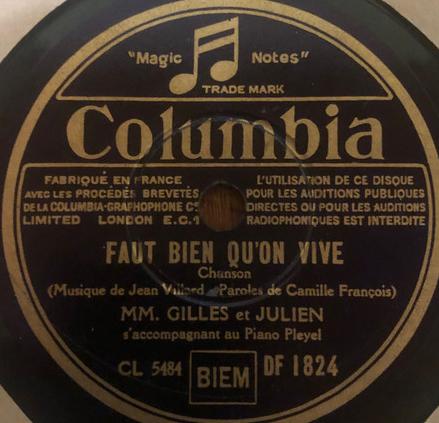 "Magic Notes"
TRADE MARK
Columbia
FABRIQUÉ EN FRANCE
AVEC LES PROCÉDÉS BREVETÉS
DE LA COLUMBIA-GRAPHOPHONE Cº
LIMITED LONDON E.C.1
L'UTILISATION DE CE DISQUE
POUR LES AUDITIONS PUBLIQUES
DIRECTES OU POUR LES AUDITIONS
RADIOPHONIQUES EST INTERDITE
FAUT BIEN QU'ON VIVE
Chanson
(Musique de Jean Villard - Paroles de Camille François)
MM. GILLES et JULIEN
s'accompagnant au Piano Pleyel
CL 5484 BIEM DF 1824